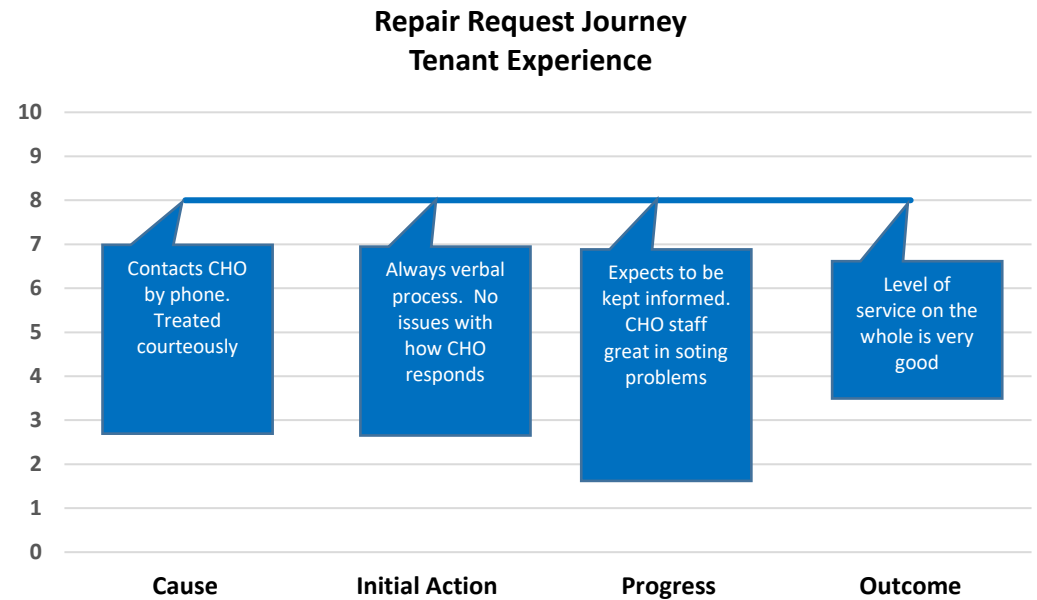 Repair Request Journey
Tenant Experience
10
9
8
7
6
5
4
3
2
1
0
Contacts CHO
by phone.
Treated
courteously
Always verbal
process.  No
issues with
how CHO
responds
Expects to be
kept informed.
CHO staff
great in soting
problems
Level of
service on the
whole is very
good
Cause
Initial Action
Progress
Outcome